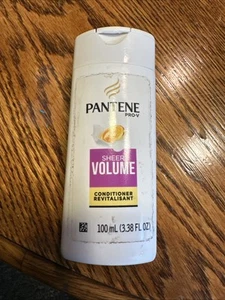 PANTENE
PRO-V
SHEER
VOLUME
CONDITIONER
REVITALISANT
100 mL (3.38 FL OZ)